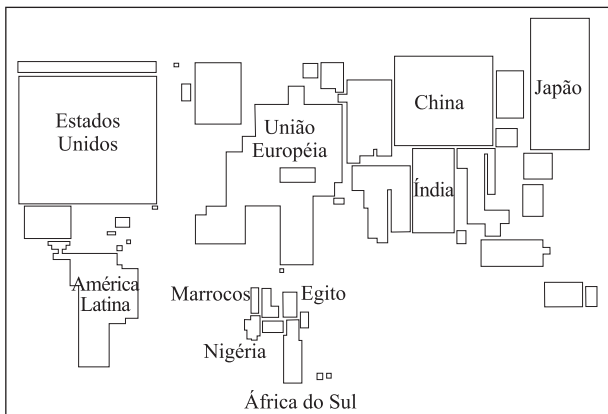 Estados
Unidos
União
Européia
China
Japão
Índia
América
Latina
Marrocos
Egito
Nigéria
África do Sul